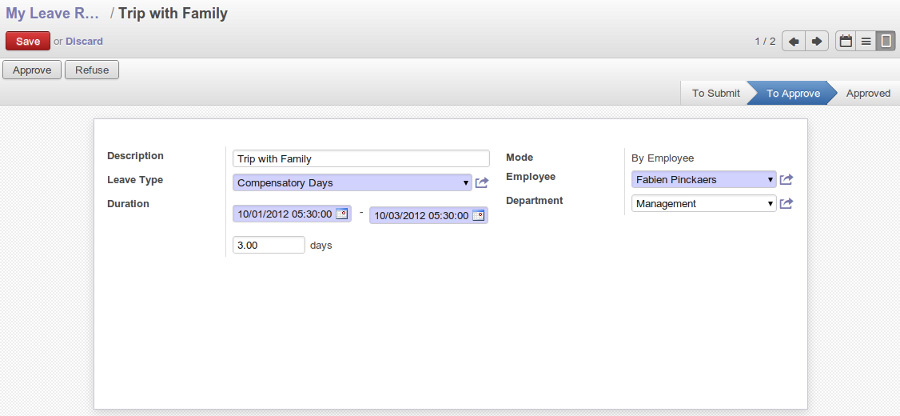 My Leave R... / Trip with Family
Save or Discard
1 / 2
Approve Refuse
To Submit To Approve Approved
Description Trip with Family
Leave Type Compensatory Days
Duration 10/01/2012 05:30:00 - 10/03/2012 05:30:00
3.00 days
Mode By Employee
Employee Fabien Pinckaers
Department Management